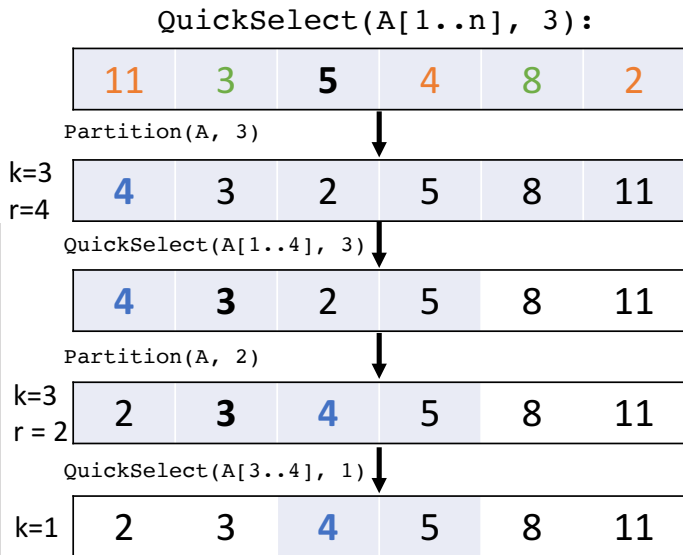 QuickSelect(A[1..n], 3):
11 3 5 4 8 2
Partition(A, 3)
k=3
r=4
4 3 2 5 8 11
QuickSelect(A[1..4], 3)
4 3 2 5 8 11
Partition(A, 2)
k=3
r = 2
2 3 4 5 8 11
QuickSelect(A[3..4], 1)
k=1
2 3 4 5 8 11